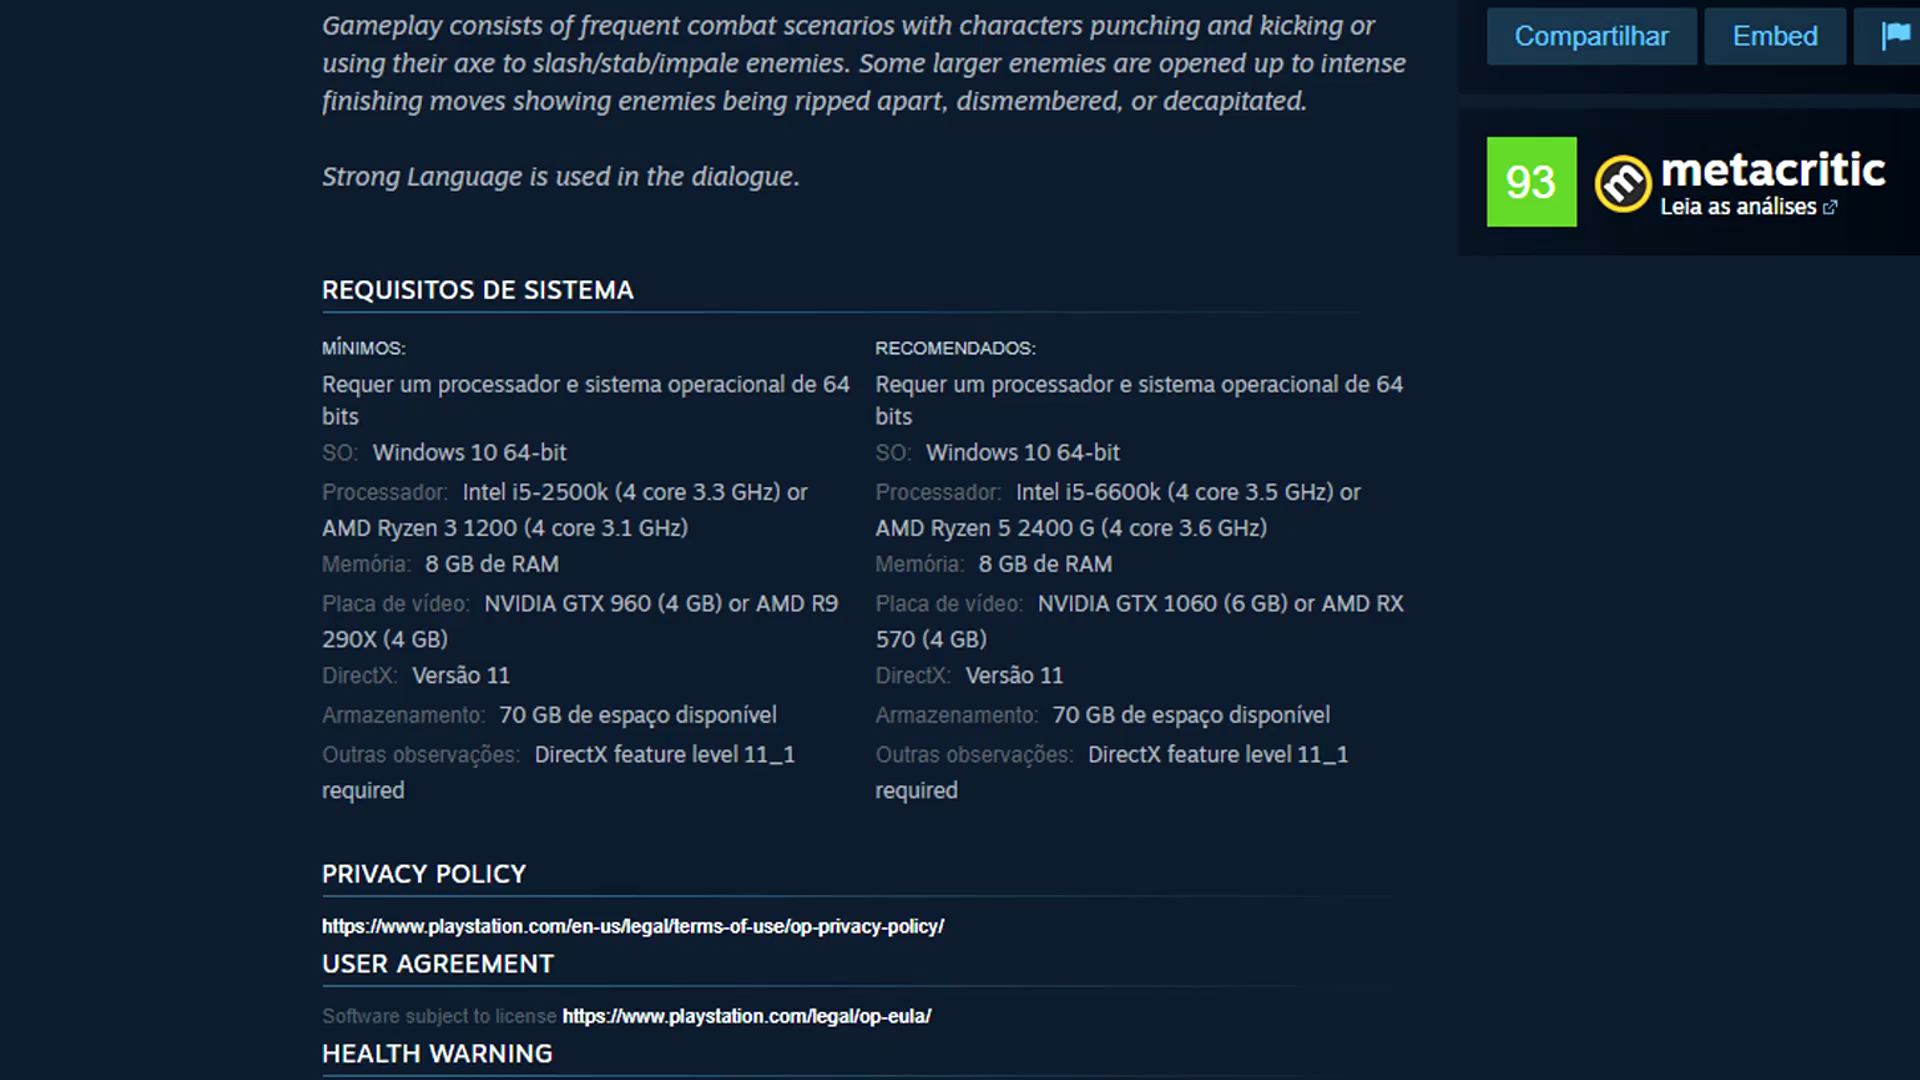 Gameplay consists of frequent combat scenarios with characters punching and kicking or
using their axe to slash/stab/impale enemies. Some larger enemies are opened up to intense
finishing moves showing enemies being ripped apart, dismembered, or decapitated.
Strong Language is used in the dialogue.
Compartilhar
Embed
93
metacritic
Leia as análises
REQUISITOS DE SISTEMA
MÍNIMOS:
Requer um processador e sistema operacional de 64
bits
SO: Windows 10 64-bit
Processador: Intel i5-2500k (4 core 3.3 GHz) or
AMD Ryzen 3 1200 (4 core 3.1 GHz)
Memória: 8 GB de RAM
Placa de vídeo: NVIDIA GTX 960 (4 GB) or AMD R9
290X (4 GB)
DirectX: Versão 11
Armazenamento: 70 GB de espaço disponível
Outras observações: DirectX feature level 11_1
required
RECOMENDADOS:
Requer um processador e sistema operacional de 64
bits
SO: Windows 10 64-bit
Processador: Intel i5-6600k (4 core 3.5 GHz) or
AMD Ryzen 5 2400 G (4 core 3.6 GHz)
Memória: 8 GB de RAM
Placa de vídeo: NVIDIA GTX 1060 (6 GB) or AMD RX
570 (4 GB)
DirectX: Versão 11
Armazenamento: 70 GB de espaço disponível
Outras observações: DirectX feature level 11_1
required
PRIVACY POLICY
https://www.playstation.com/en-us/legal/terms-of-use/op-privacy-policy/
USER AGREEMENT
Software subject to license https://www.playstation.com/legal/op-eula/
HEALTH WARNING